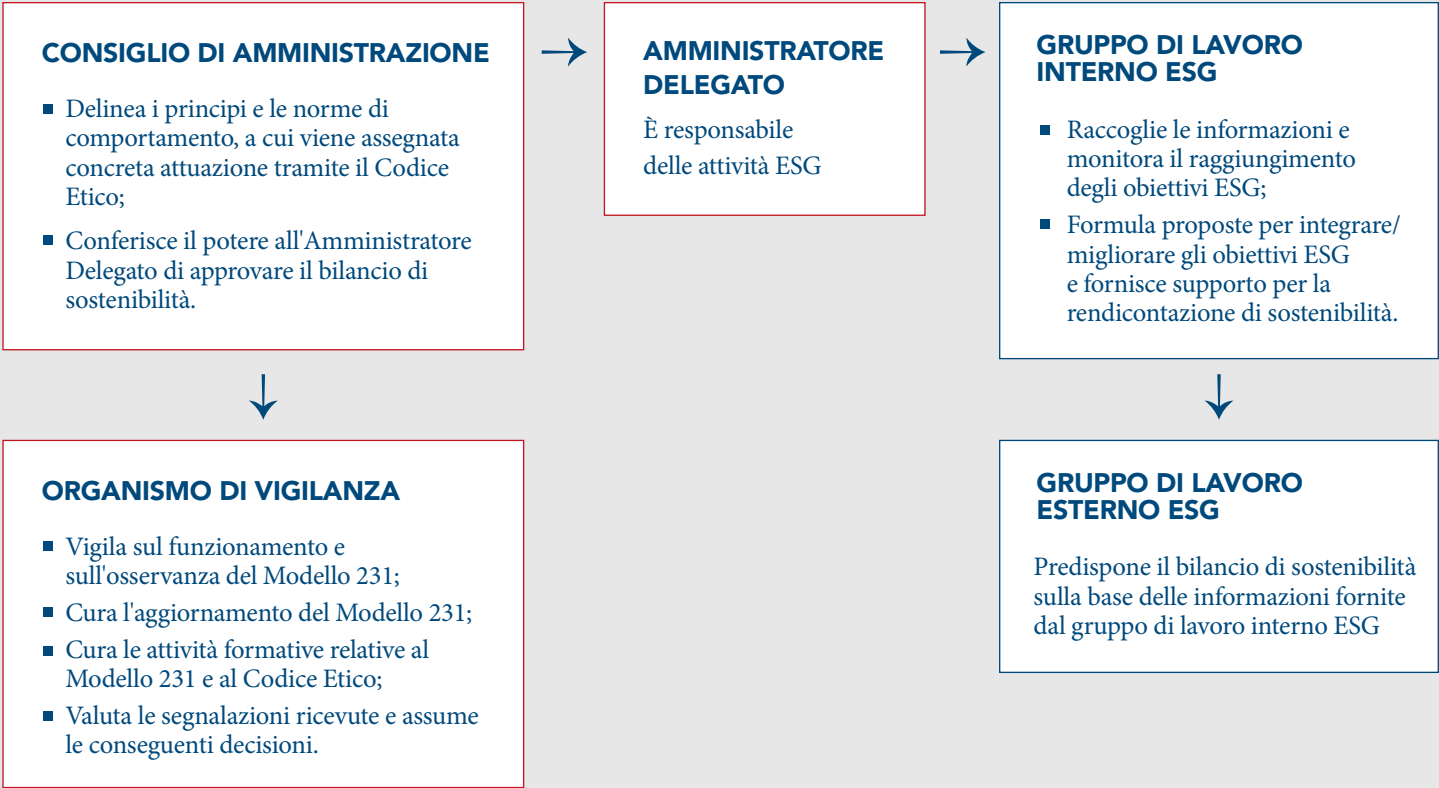 CONSIGLIO DI AMMINISTRAZIONE
Delinea i principi e le norme di
comportamento, a cui viene assegnata
concreta attuazione tramite il Codice
Etico;
Conferisce il potere all'Amministratore
Delegato di approvare il bilancio di
sostenibilità.
AMMINISTRATORE
DELEGATO
È responsabile
delle attività ESG
GRUPPO DI LAVORO
INTERNO ESG
Raccoglie le informazioni e
monitora il raggiungimento
degli obiettivi ESG;
Formula proposte per integrare/
migliorare gli obiettivi ESG
e fornisce supporto per la
rendicontazione di sostenibilità.
ORGANISMO DI VIGILANZA
Vigila sul funzionamento e
sull'osservanza del Modello 231;
Cura l'aggiornamento del Modello 231;
Cura le attività formative relative al
Modello 231 e al Codice Etico;
Valuta le segnalazioni ricevute e assume
le conseguenti decisioni.
GRUPPO DI LAVORO
ESTERNO ESG
Predispone il bilancio di sostenibilità
sulla base delle informazioni fornite
dal gruppo di lavoro interno ESG